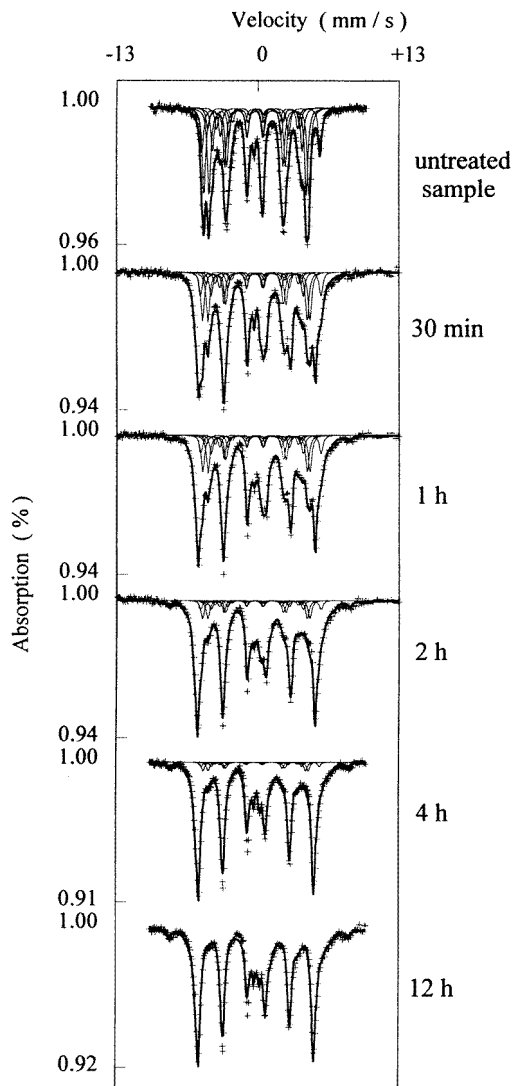 Velocity ( mm / s )
-13 0 +13
1.00
untreated
sample
0.96
1.00
30 min
0.94
1.00
1 h
0.94
1.00
2 h
0.94
1.00
4 h
0.91
1.00
12 h
0.92
Absorption ( % )